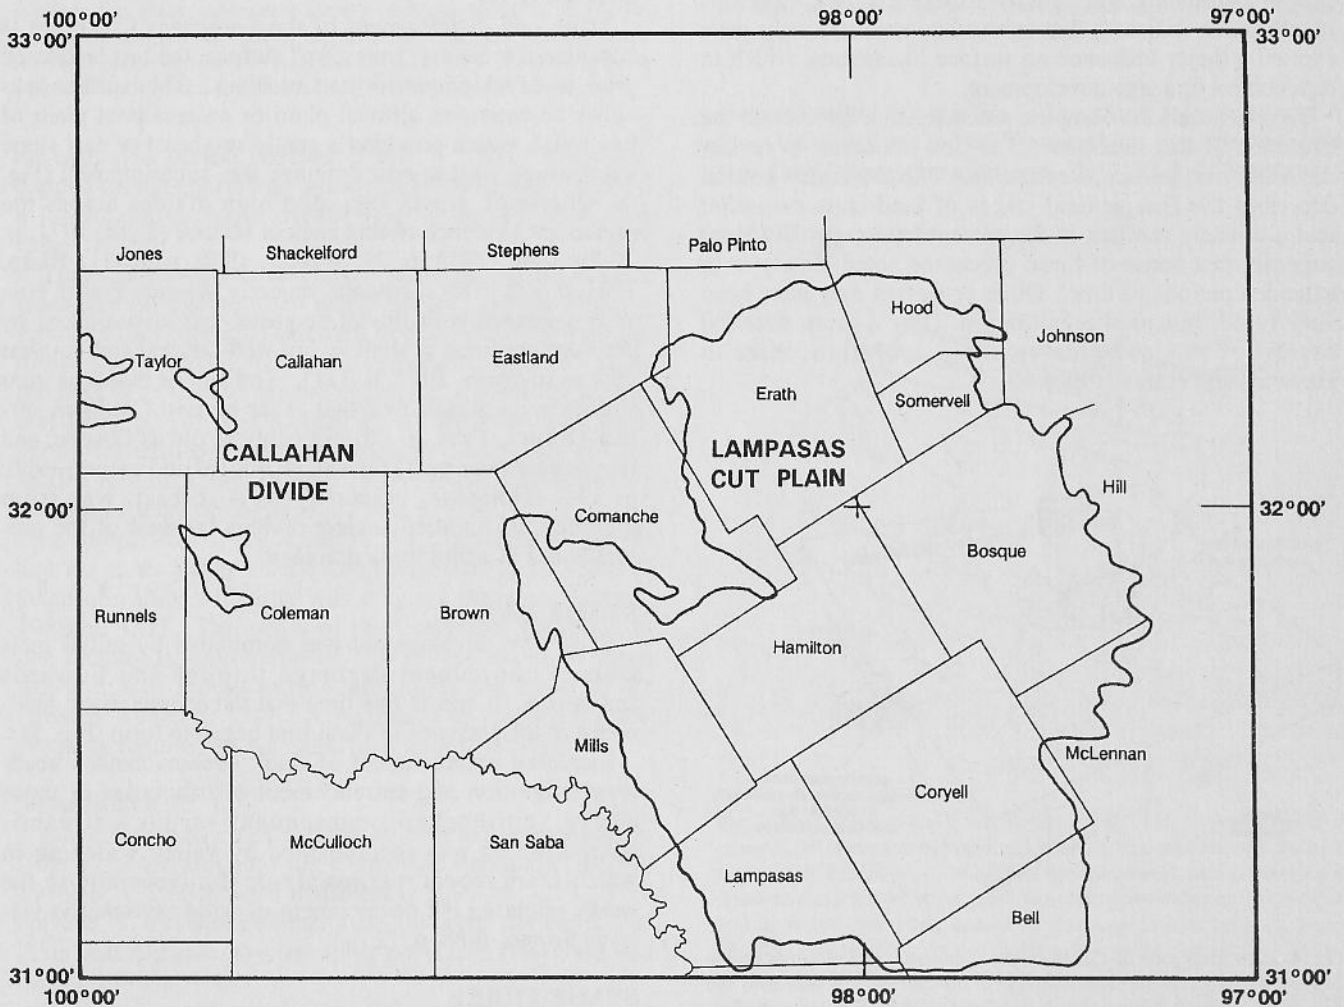 100°00' 98°00' 97°00'
33°00' 33°00'
Jones Shackelford Stephens Palo Pinto
Hood Johnson
Taylor Callahan Eastland
Erath Somervell
CALLAHAN
DIVIDE
LAMPASAS
CUT PLAIN
Hill
32°00' 32°00'
Comanche Bosque
Runnels Coleman Brown
Hamilton
Mills McLennan
Coryell
Concho McCulloch San Saba
Lampasas
Bell
31°00' 31°00'
100°00' 98°00' 97°00'